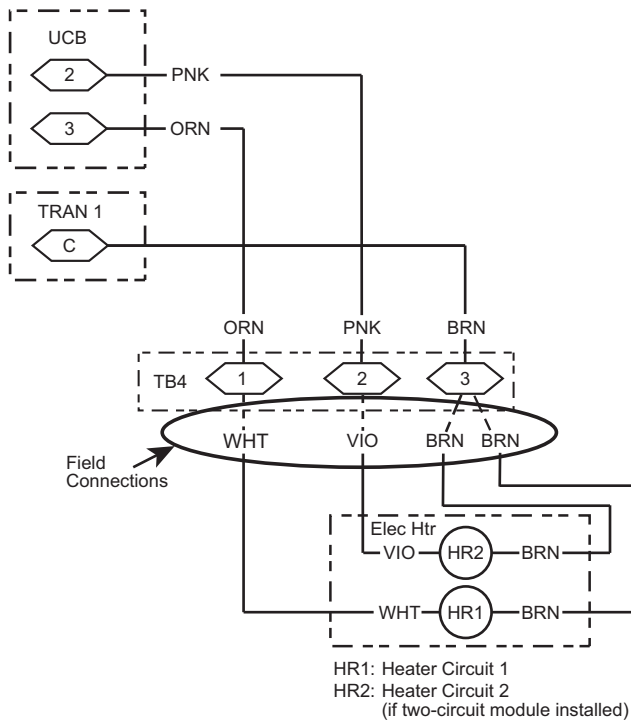 UCB
2 PNK
3 ORN
TRAN 1
C
ORN PNK BRN
TB4 1 2 3
WHT VIO BRN BRN
Field
Connections
Elec Htr
VIO HR2 BRN
WHT HR1 BRN
HR1: Heater Circuit 1
HR2: Heater Circuit 2
(if two-circuit module installed)